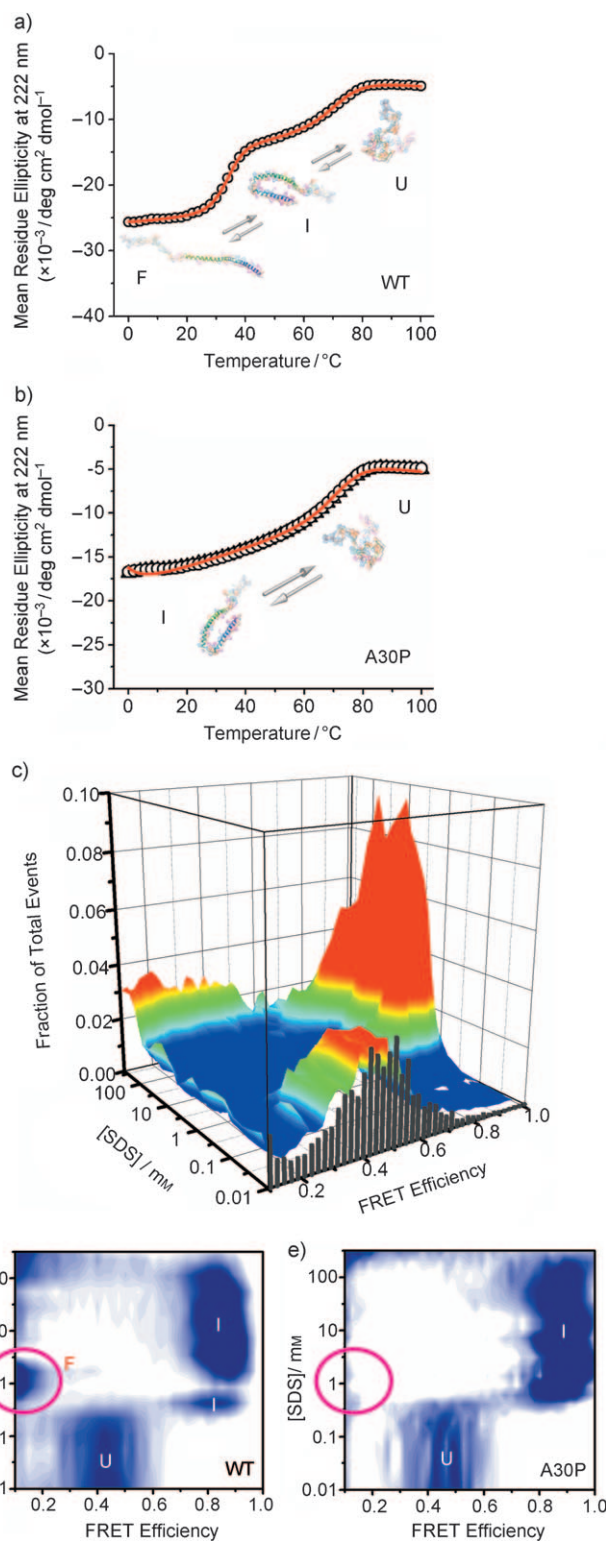 a)
Mean Residue Ellipticity at 222 nm
(×10⁻³ / deg cm² dmol⁻¹)
0
−5
−10
−15
−20
−25
−30
−35
−40
F
I
U
WT
0 20 40 60 80 100
Temperature / °C
b)
Mean Residue Ellipticity at 222 nm
(×10⁻³ / deg cm² dmol⁻¹)
0
-5
−10
−15
−20
−25
−30
I
U
A30P
0 20 40 60 80 100
Temperature / °C
c)
Fraction of Total Events
0.10
0.08
0.06
0.04
0.02
0.00
100
10
1
0.1
0.01
[SDS] / mM
0.2 0.4 0.6 0.8 1.0
FRET Efficiency
I
F
I
U
WT
0.2 0.4 0.6 0.8 1.0
FRET Efficiency
e)
[SDS]/ mM
100
10
1
0.1
0.01
I
U
A30P
0.2 0.4 0.6 0.8 1.0
FRET Efficiency